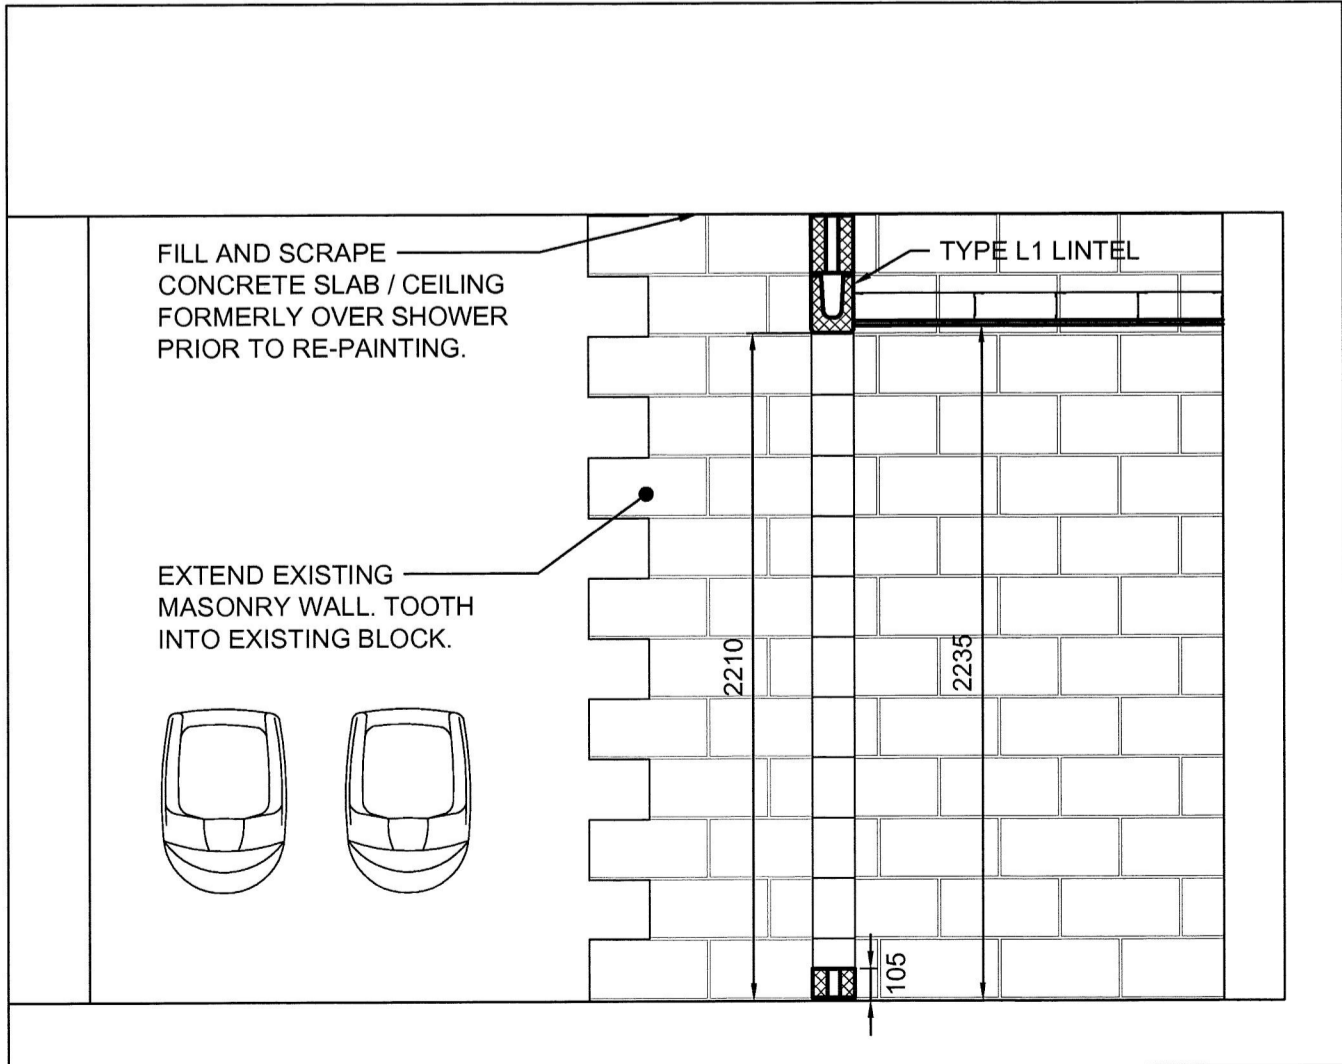 FILL AND SCRAPE
CONCRETE SLAB / CEILING
FORMERLY OVER SHOWER
PRIOR TO RE-PAINTING.
TYPE L1 LINTEL
EXTEND EXISTING
MASONRY WALL. TOOTH
INTO EXISTING BLOCK.
2210
2235
105